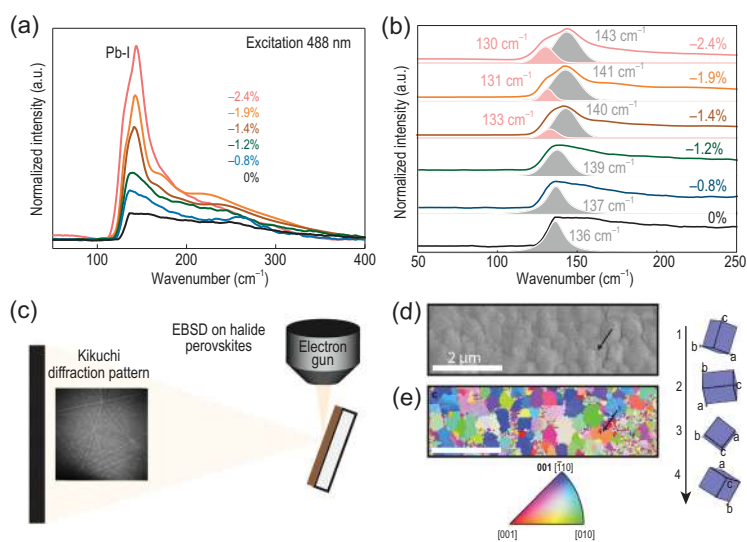 (a)
Pb-I
Excitation 488 nm
–2.4%
–1.9%
–1.4%
–1.2%
–0.8%
0%
Normalized intensity (a.u.)
100
200
300
400
Wavenumber (cm⁻¹)
(b)
130 cm⁻¹
143 cm⁻¹
–2.4%
131 cm⁻¹
141 cm⁻¹
–1.9%
133 cm⁻¹
140 cm⁻¹
–1.4%
139 cm⁻¹
–1.2%
137 cm⁻¹
–0.8%
136 cm⁻¹
0%
Normalized intensity (a.u.)
50
100
150
200
250
Wavenumber (cm⁻¹)
(c)
EBSD on halide
perovskites
Electron
gun
Kikuchi
diffraction pattern
(d)
2 μm
(e)
001 [1̅10]
[001]
[010]
1
c
b
a
2
b
c
a
3
b
a
c
4
a
c
b